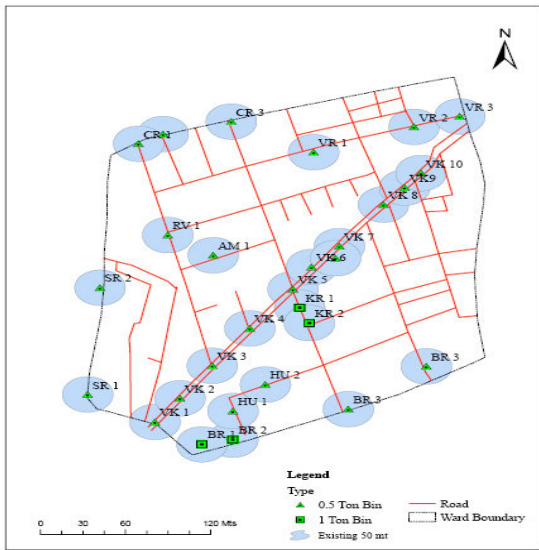 N
CR 3
VR 3
VR 2
CR 1
VR 1
VK 10
VK9
VK 8
RV 1
AM 1
VK 7
VK 6
SR 2
VK 5
KR 1
KR 2
VK 4
VK 3
BR 3
HU 2
SR 1
VK 2
HU 1
BR 3
VK 1
BR 1
BR 2
Legend
Type
0.5 Ton Bin
Road
1 Ton Bin
Ward Boundary
Existing 50 mt
0 30 60 120 Mts